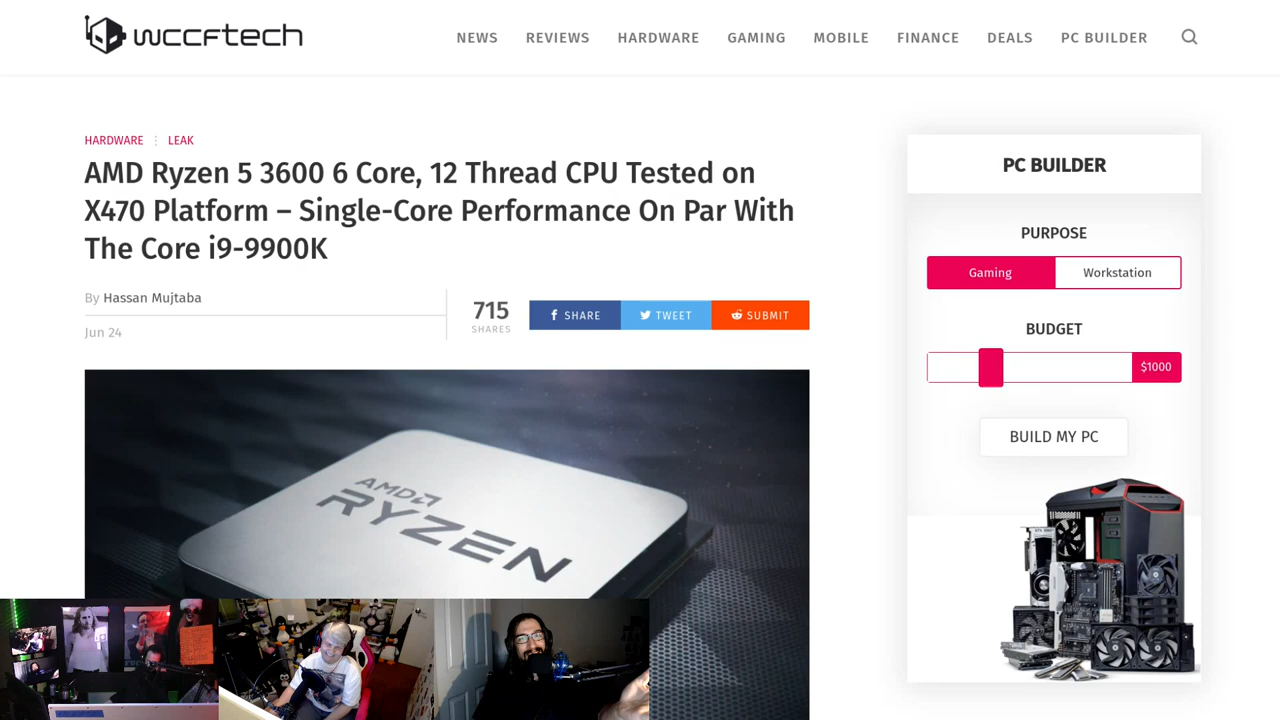 wccftech
NEWS REVIEWS HARDWARE GAMING MOBILE FINANCE DEALS PC BUILDER
HARDWARE LEAK
AMD Ryzen 5 3600 6 Core, 12 Thread CPU Tested on
X470 Platform – Single-Core Performance On Par With
The Core i9-9900K
By Hassan Mujtaba
Jun 24
715
SHARES
SHARE
TWEET
SUBMIT
AMD
RYZEN
PC BUILDER
PURPOSE
Gaming Workstation
BUDGET
$1000
BUILD MY PC